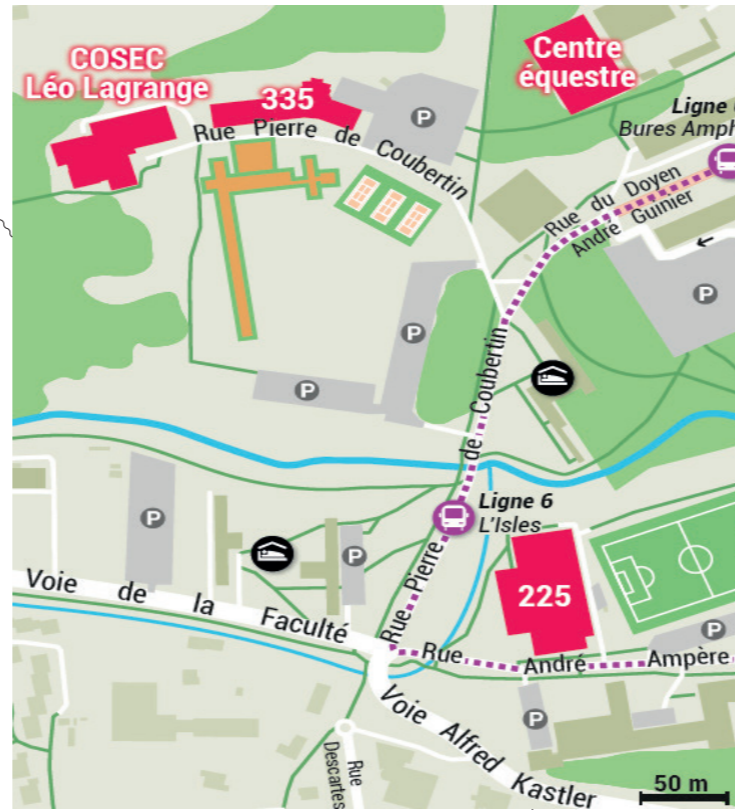 COSEC
Léo Lagrange
335
Centre
équestre
P
Ligne
Bures Amph
Rue Pierre de Coubertin
Rue du Doyen
André Guinier
P
P
P
Rue Pierre de Coubertin
Ligne 6
L'Isles
P
P
225
Voie de la Faculté
P
Rue André Ampère
P
Voie Alfred Kastler
Rue
Descartes
50 m